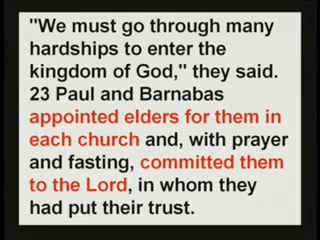 "We must go through many
hardships to enter the
kingdom of God," they said.
23 Paul and Barnabas
appointed elders for them in
each church and, with prayer
and fasting, committed them
to the Lord, in whom they
had put their trust.